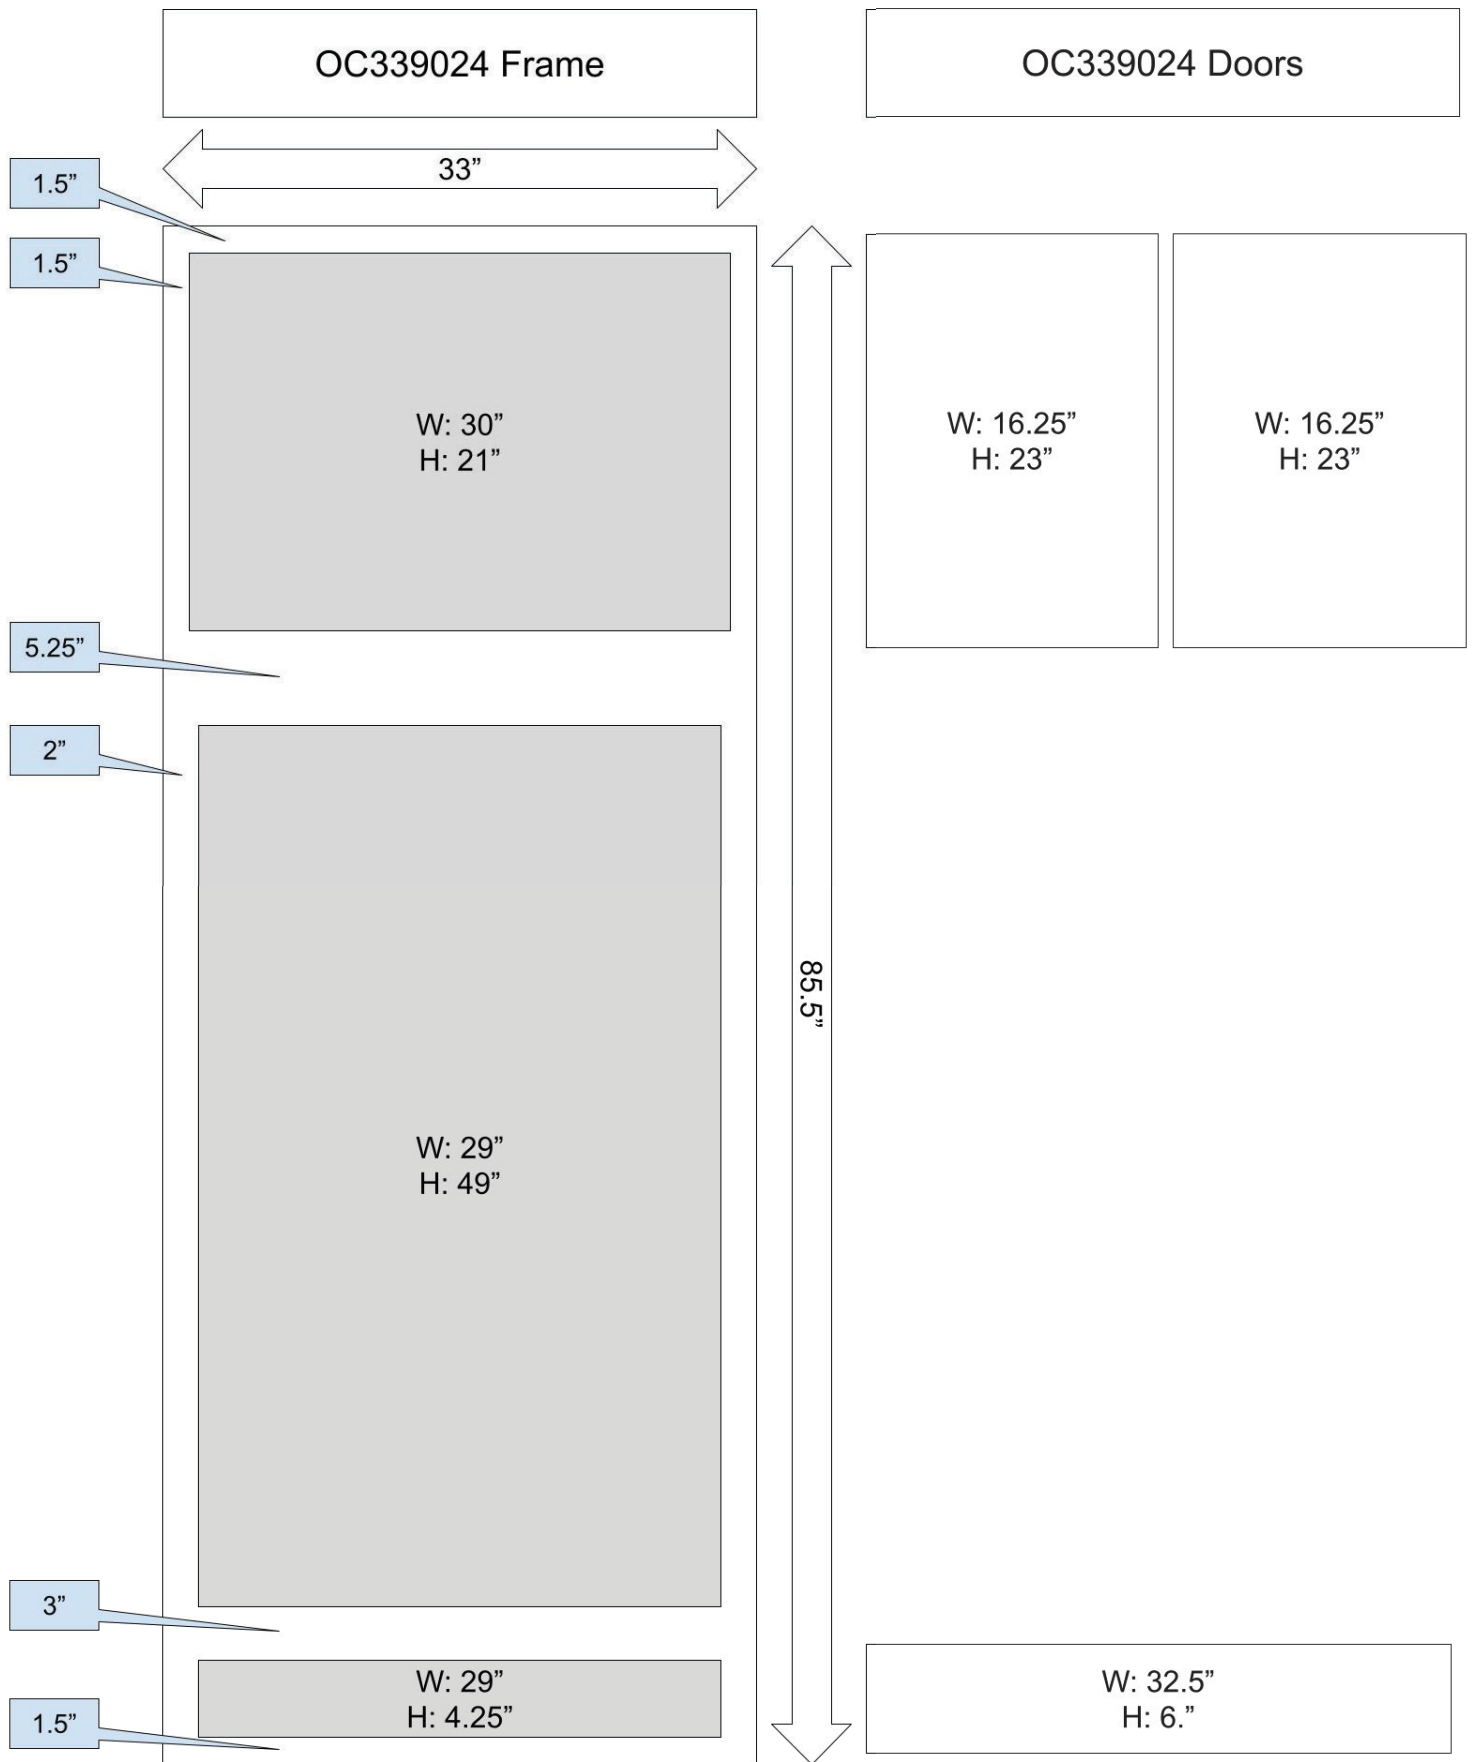 OC339024 Frame
OC339024 Doors
33”
1.5”
1.5”
W: 30”
H: 21”
W: 16.25”
H: 23”
W: 16.25”
H: 23”
5.25”
2”
85.5”
W: 29”
H: 49”
3”
W: 29”
H: 4.25”
W: 32.5”
H: 6.”
1.5”